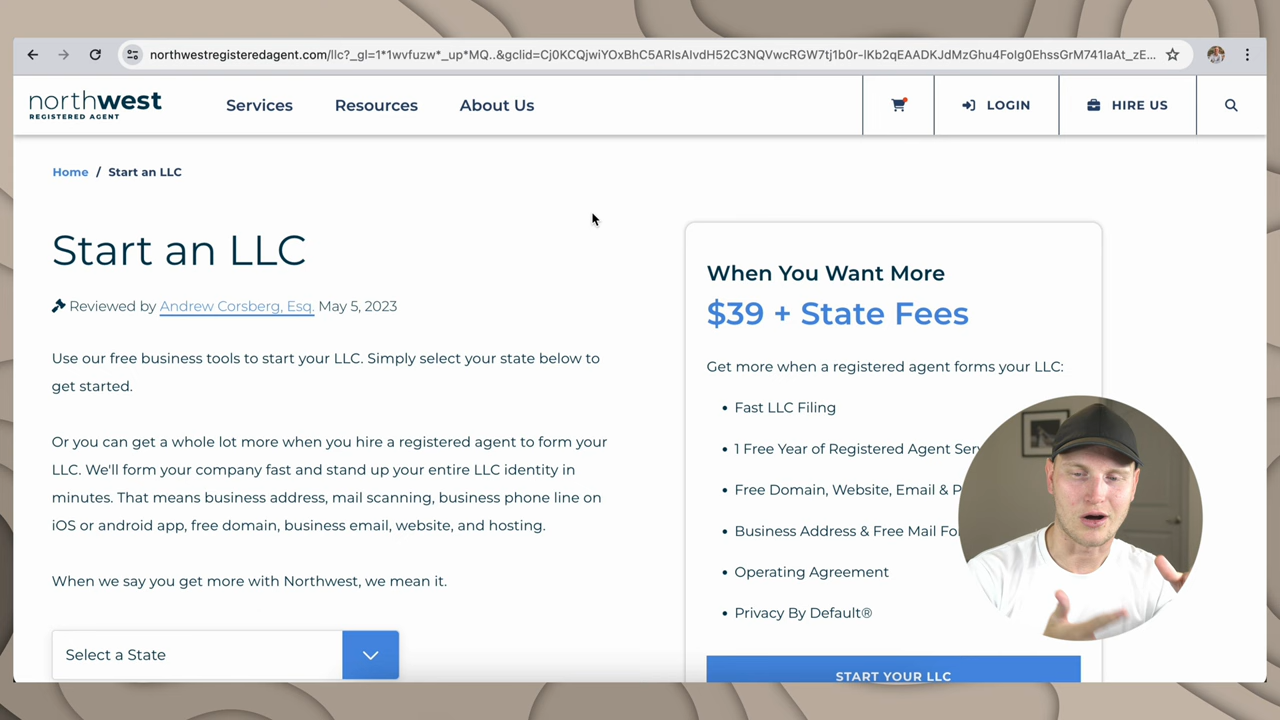 northwestregisteredagent.com/llc?_gl=1*1wvfuzw*_up*MQ..&gclid=Cj0KCQjwiYOxBhC5ARIsAIvdH52C3NQVwcRGW7tj1b0r-IKb2qEAADKJdMzGhu4FoIg0EhssGrM741IaAt_zE...
northwest
REGISTERED AGENT
Services
Resources
About Us
LOGIN
HIRE US
Home / Start an LLC
Start an LLC
Reviewed by Andrew Corsberg, Esq. May 5, 2023
Use our free business tools to start your LLC. Simply select your state below to
get started.
Or you can get a whole lot more when you hire a registered agent to form your
LLC. We'll form your company fast and stand up your entire LLC identity in
minutes. That means business address, mail scanning, business phone line on
iOS or android app, free domain, business email, website, and hosting.
When we say you get more with Northwest, we mean it.
Select a State
When You Want More
$39 + State Fees
Get more when a registered agent forms your LLC:
• Fast LLC Filing
• 1 Free Year of Registered Agent Ser
• Free Domain, Website, Email & P
• Business Address & Free Mail Fo
• Operating Agreement
• Privacy By Default®
START YOUR LLC